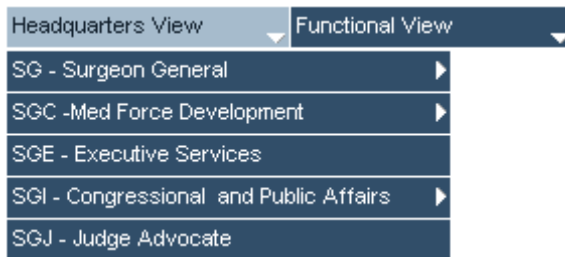 Headquarters View
Functional View
SG - Surgeon General
SGC -Med Force Development
SGE - Executive Services
SGI - Congressional and Public Affairs
SGJ - Judge Advocate